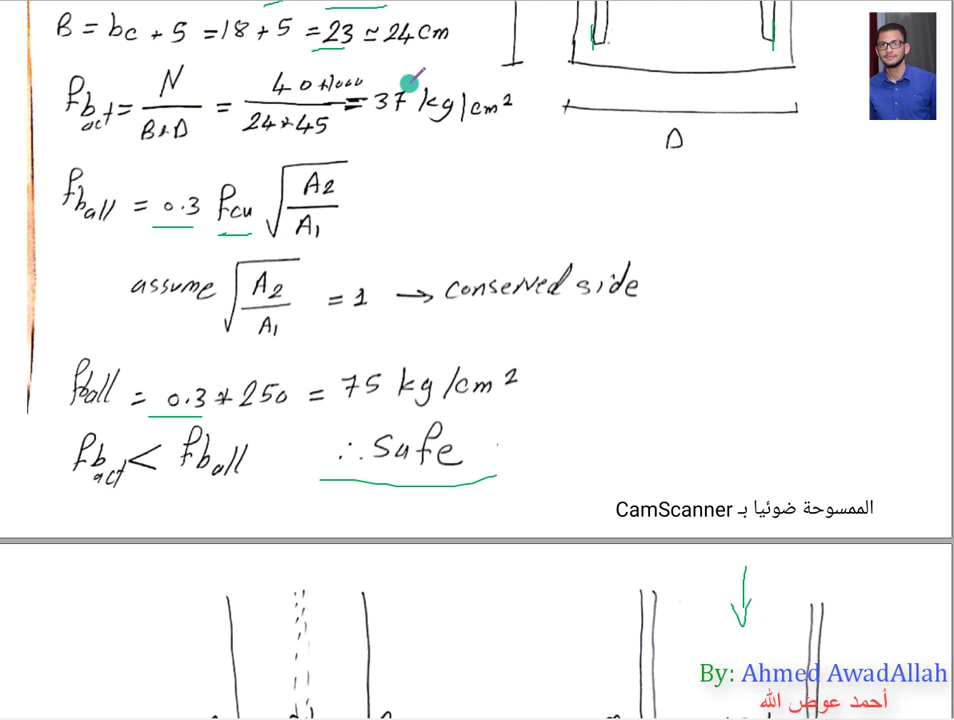 B = bc + 5 = 18 + 5 = 23 ≃ 24 cm
fb act = N / B*D = 40*1000 / 24*45 = 37 kg/cm²
D
fb all = 0.3 fcu √(A2 / A1)
assume √(A2 / A1) = 1 → conserved side
fb all = 0.3 * 250 = 75 kg/cm²
fb act < fb all ∴ safe
الممسوحة ضوئيا بـ CamScanner
By: Ahmed AwadAllah
أحمد عوض الله